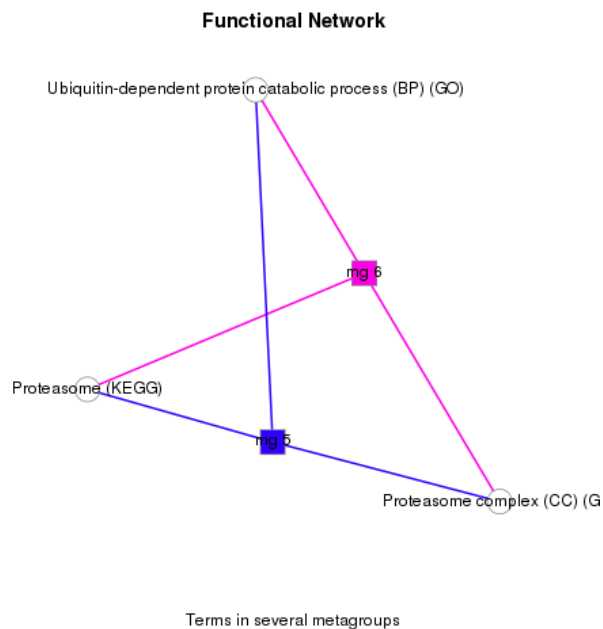 Functional Network
Ubiquitin-dependent protein catabolic process (BP) (GO)
mg 6
Proteasome (KEGG)
mg 5
Proteasome complex (CC) (G
Terms in several metagroups